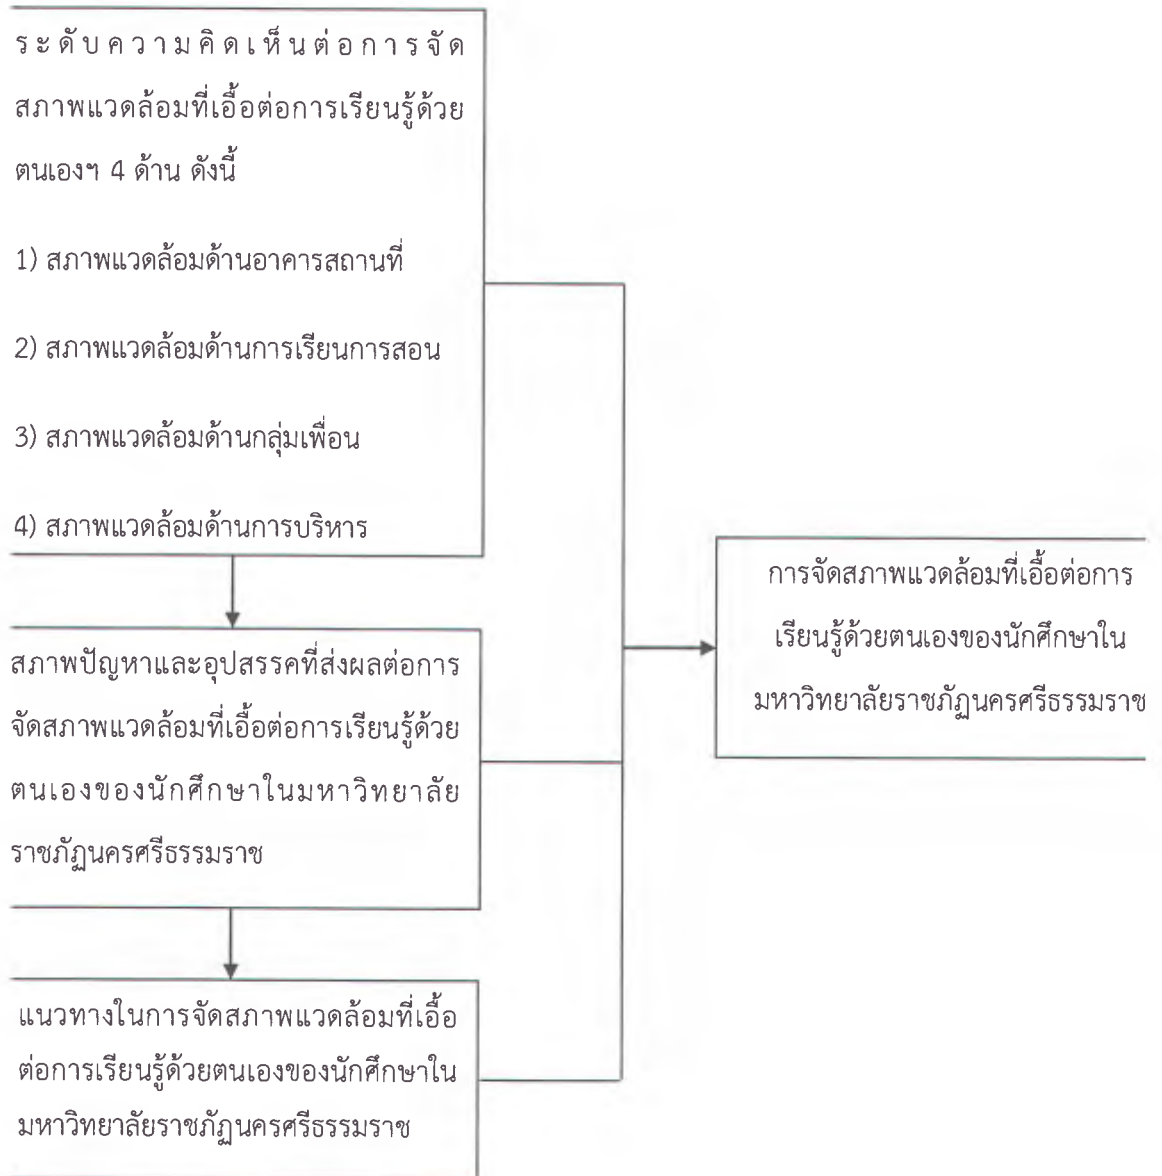 ระดับความคิดเห็นต่อการจัด
สภาพแวดล้อมที่เอื้อต่อการเรียนรู้ด้วย
ตนเองฯ 4 ด้าน ดังนี้
1) สภาพแวดล้อมด้านอาคารสถานที่
2) สภาพแวดล้อมด้านการเรียนการสอน
3) สภาพแวดล้อมด้านกลุ่มเพื่อน
4) สภาพแวดล้อมด้านการบริหาร
สภาพปัญหาและอุปสรรคที่ส่งผลต่อการ
จัดสภาพแวดล้อมที่เอื้อต่อการเรียนรู้ด้วย
ตนเองของนักศึกษาในมหาวิทยาลัย
ราชภัฏนครศรีธรรมราช
แนวทางในการจัดสภาพแวดล้อมที่เอื้อ
ต่อการเรียนรู้ด้วยตนเองของนักศึกษาใน
มหาวิทยาลัยราชภัฏนครศรีธรรมราช
การจัดสภาพแวดล้อมที่เอื้อต่อการ
เรียนรู้ด้วยตนเองของนักศึกษาใน
มหาวิทยาลัยราชภัฏนครศรีธรรมราช